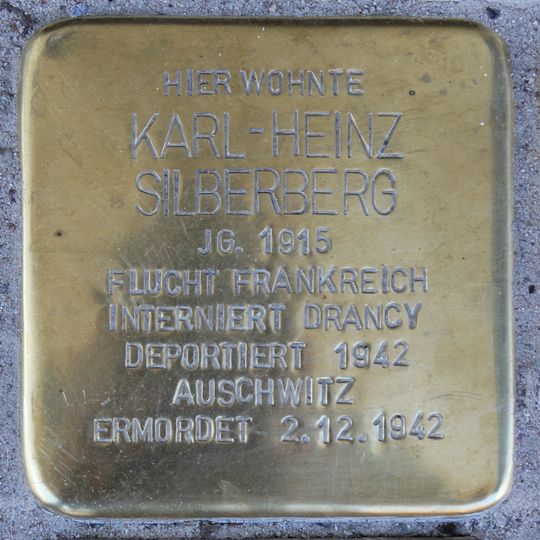 HIER WOHNTE
KARL-HEINZ
SILBERBERG
JG. 1915
FLUCHT FRANKREICH
INTERNIERT DRANCY
DEPORTIERT 1942
AUSCHWITZ
ERMORDET 2.12.1942